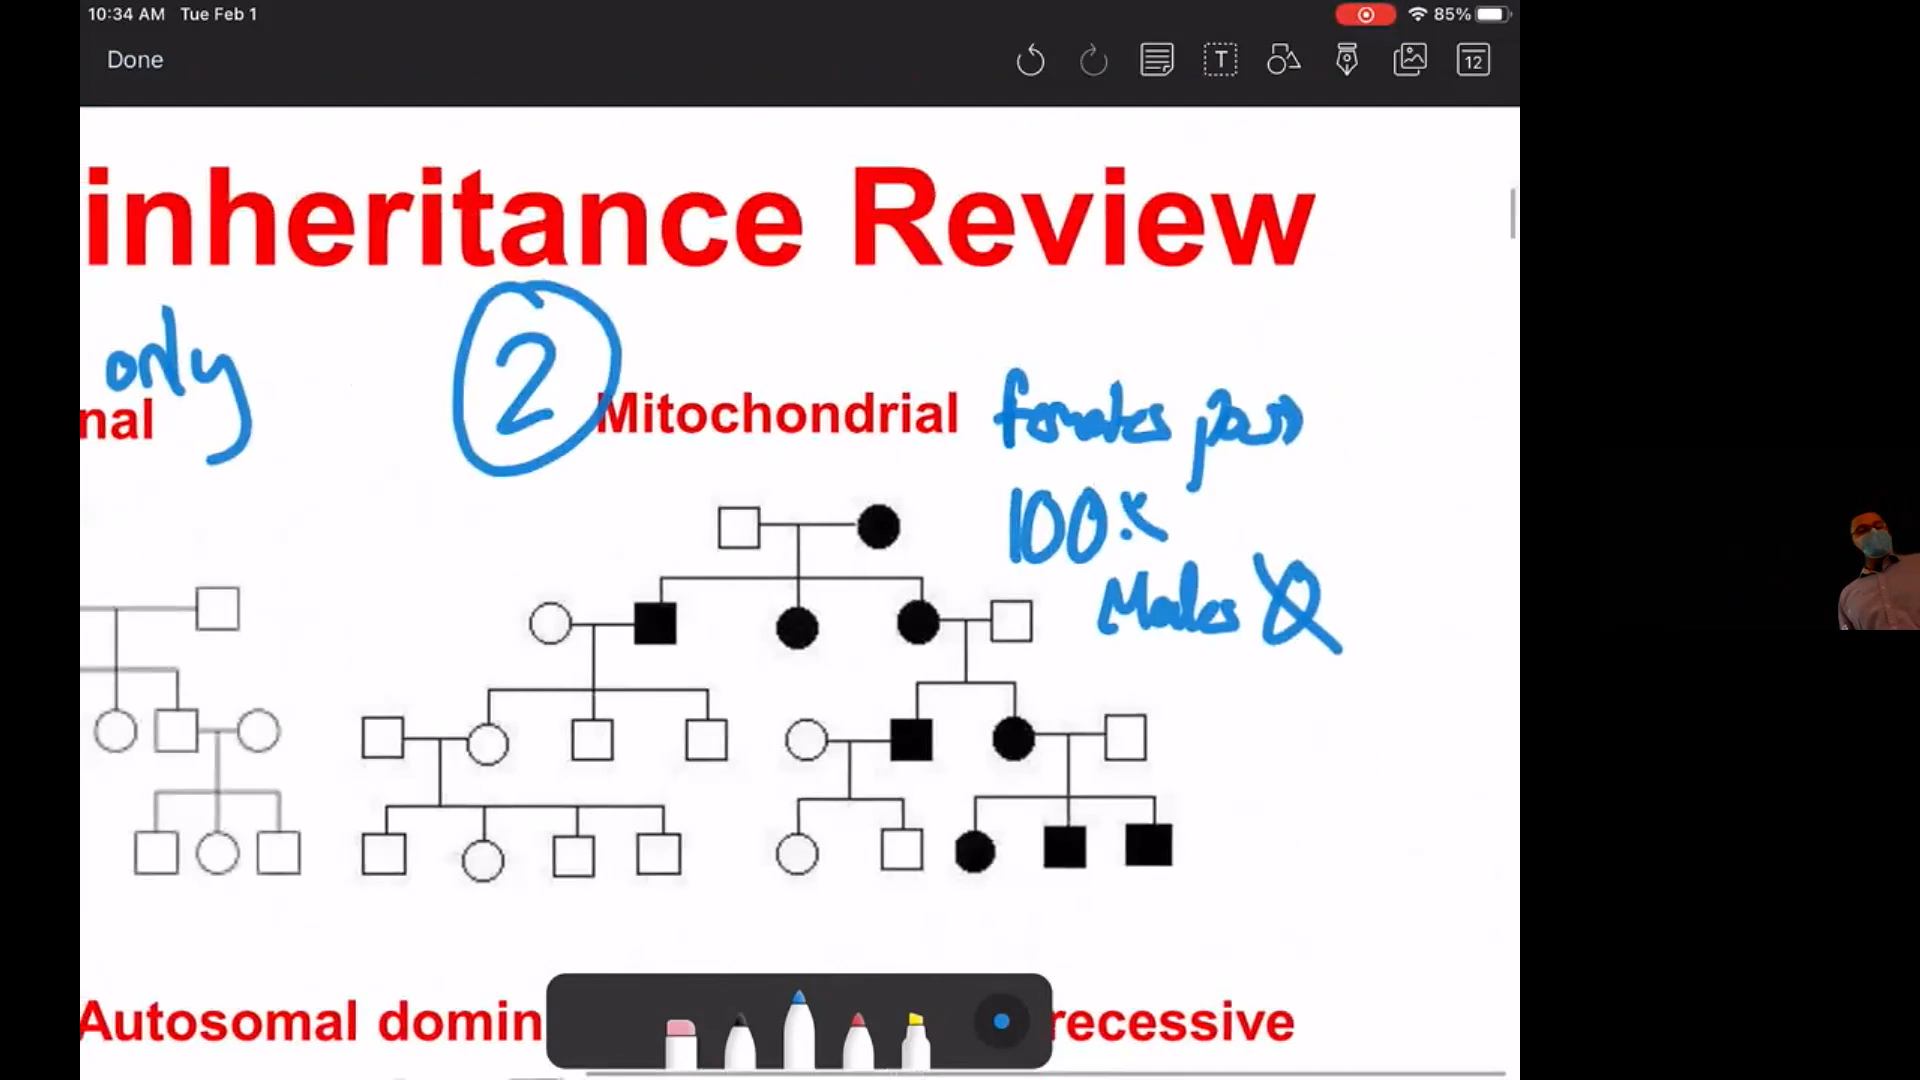 10:34 AM Tue Feb 1
85%
Done
T
12
inheritance Review
only
nal
2
Mitochondrial
females pass
100%
Males
Autosomal domin
recessive